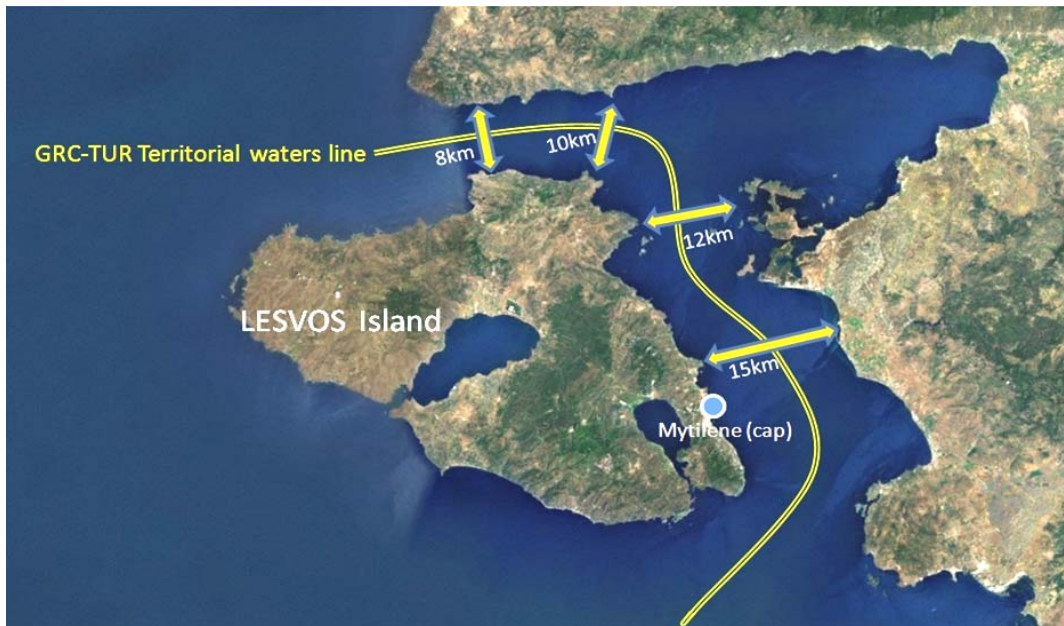 GRC-TUR Territorial waters line
8km
10km
12km
LESVOS Island
15km
Mytilene (cap)